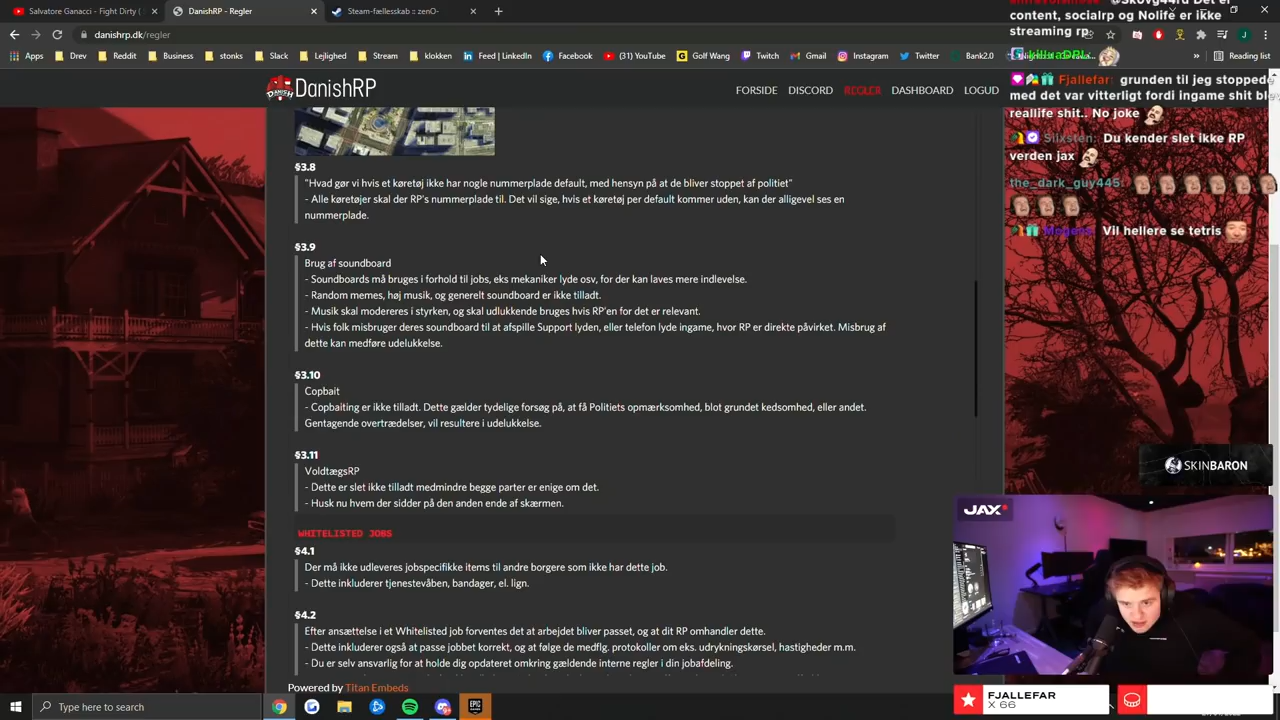 Salvatore Ganacci - Fight Dirty (
DanishRP - Regler
Steam-fællesskab :: zenO-
danishrp.dk/regler
Apps
Drev
Reddit
Business
stonks
Slack
Lejlighed
Stuff
klokken
Feed | LinkedIn
Facebook
(31) YouTube
Golf Wang
Twitch
Gmail
Instagram
Twitter
Bank2.0
Reading list
DanishRP
FORSIDE
DISCORD
REGLER
DASHBOARD
LOGUD
§3.8
"Hvad gør vi hvis et køretøj ikke har nogle nummerplade default, med hensyn på at de bliver stoppet af politiet"
- Alle køretøjer skal der RP's nummerplade til. Det vil sige, hvis et køretøj per default kommer uden, kan der alligevel ses en
nummerplade.
§3.9
Brug af soundboard
- Soundboards må bruges i forhold til jobs, eks mekaniker lyde osv, for der kan laves mere indlevelse.
- Random memes, høj musik, og generelt soundboard er ikke tilladt.
- Musik skal modereres i styrken, og skal udlukkende bruges hvis RP'en for det er relevant.
- Hvis folk misbruger deres soundboard til at afspille Support lyden, eller telefon lyde ingame, hvor RP er direkte påvirket. Misbrug af
dette kan medføre udelukkelse.
§3.10
Copbait
- Copbaiting er ikke tilladt. Dette gælder tydelige forsøg på, at få Politiets opmærksomhed, blot grundet kedsomhed, eller andet.
Gentagende overtrædelser, vil resultere i udelukkelse.
§3.11
VoldtægsRP
- Dette er slet ikke tilladt medmindre begge parter er enige om det.
- Husk nu hvem der sidder på den anden ende af skærmen.
WHITELISTED JOBS
§4.1
Der må ikke udleveres jobspecifikke items til andre borgere som ikke har dette job.
- Dette inkluderer tjenestevåben, bandager, el. lign.
§4.2
Efter ansættelse i et Whitelisted job forventes det at arbejdet bliver passet, og at dit RP omhandler dette.
- Dette inkluderer også at passe jobbet korrekt, og at følge de medflg. protokoller om eks. udrykningskørsel, hastigheder m.m.
- Du er selv ansvarlig for at holde dig opdateret omkring gældende interne regler i din jobafdeling.
Powered by Titan Embeds
content, socialrp og Nolife er ikke
streaming rp
Fjallefar: grunden til jeg stoppede
med det var vitterligt fordi ingame shit blev
reallife shit.. No joke
Slixsten: Du kender slet ikke RP
verden jax
the_dark_guy445:
Mogens: Vil hellere se tetris
SKINBARON
JAX
FJALLEFAR
X 66
Type here to search
EPIC
GAMES